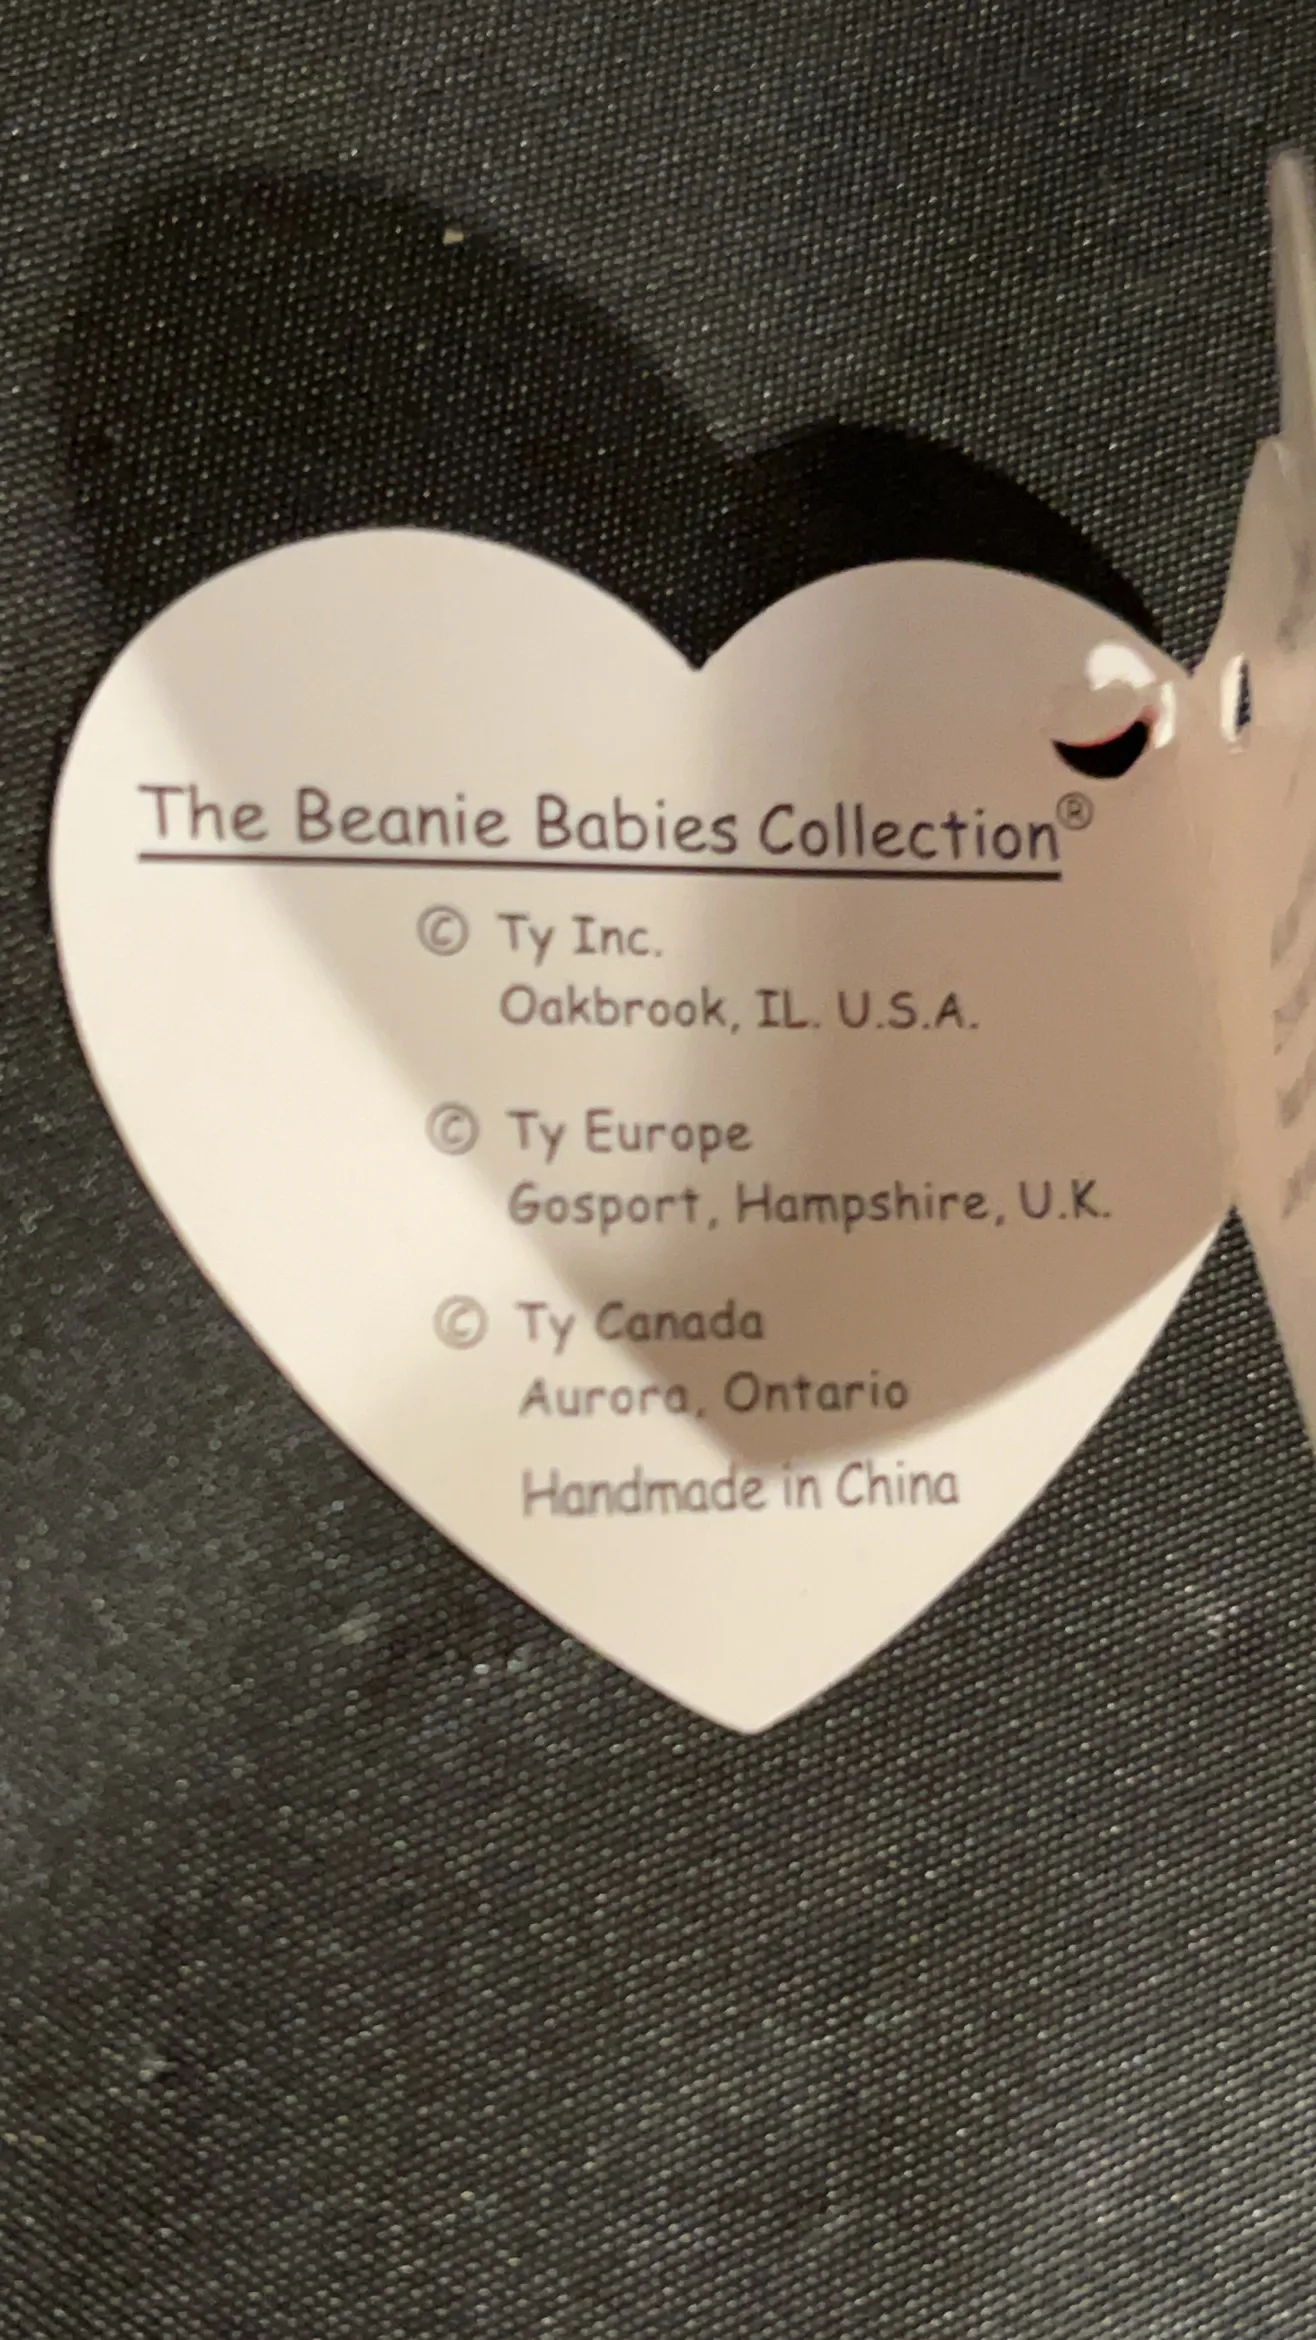 The Beanie Babies Collection®
© Ty Inc.
Oakbrook, IL. U.S.A.
© Ty Europe
Gosport, Hampshire, U.K.
© Ty Canada
Aurora, Ontario
Handmade in China